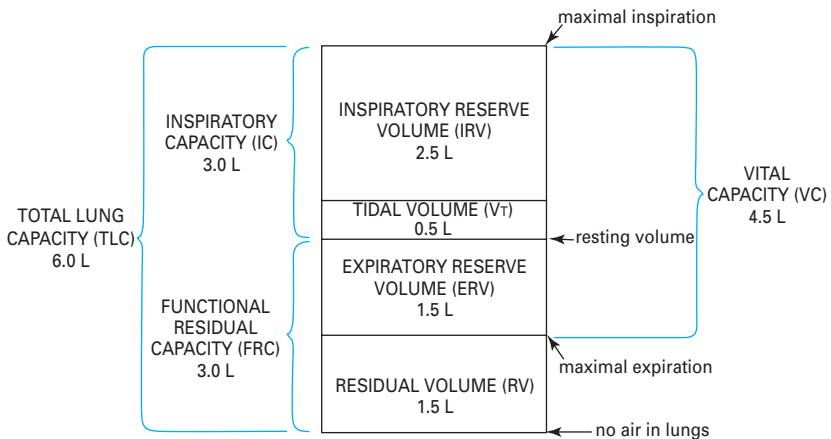 maximal inspiration
INSPIRATORY
CAPACITY (IC)
3.0 L
INSPIRATORY RESERVE
VOLUME (IRV)
2.5 L
VITAL
CAPACITY (VC)
4.5 L
TOTAL LUNG
CAPACITY (TLC)
6.0 L
TIDAL VOLUME (VT)
0.5 L
resting volume
EXPIRATORY RESERVE
VOLUME (ERV)
1.5 L
FUNCTIONAL
RESIDUAL
CAPACITY (FRC)
3.0 L
maximal expiration
RESIDUAL VOLUME (RV)
1.5 L
no air in lungs